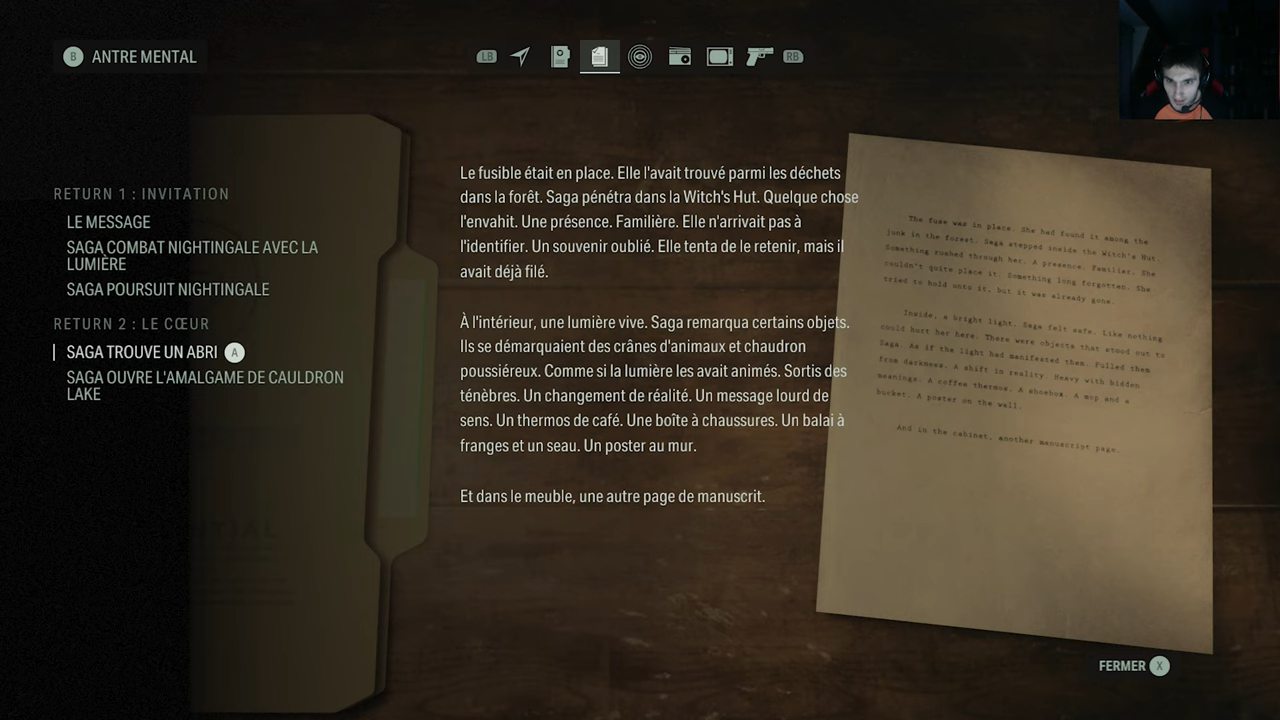 B ANTRE MENTAL
LB
RB
RETURN 1 : INVITATION
LE MESSAGE
SAGA COMBAT NIGHTINGALE AVEC LA
LUMIÈRE
SAGA POURSUIT NIGHTINGALE
RETURN 2 : LE CŒUR
SAGA TROUVE UN ABRI A
SAGA OUVRE L'AMALGAME DE CAULDRON
LAKE
Le fusible était en place. Elle l'avait trouvé parmi les déchets
dans la forêt. Saga pénétra dans la Witch's Hut. Quelque chose
l'envahit. Une présence. Familière. Elle n'arrivait pas à
l'identifier. Un souvenir oublié. Elle tenta de le retenir, mais il
avait déjà filé.
À l'intérieur, une lumière vive. Saga remarqua certains objets.
Ils se démarquaient des crânes d'animaux et chaudron
poussiéreux. Comme si la lumière les avait animés. Sortis des
ténèbres. Un changement de réalité. Un message lourd de
sens. Un thermos de café. Une boîte à chaussures. Un balai à
franges et un seau. Un poster au mur.
Et dans le meuble, une autre page de manuscrit.
The fuse was in place. She had found it among the
junk in the forest. Saga stepped inside the Witch's Hut.
Something rushed through her. A presence. Familiar. She
couldn't quite place it. Something long forgotten. She
tried to hold onto it, but it was already gone.
Inside, a bright light. Saga felt safe. Like nothing
could hurt her here. There were objects that stood out to
Saga. As if the light had manifested them. Pulled them
from darkness. A shift in reality. Heavy with hidden
meanings. A coffee thermos. A shoebox. A mop and a
bucket. A poster on the wall.
And in the cabinet, another manuscript page.
FERMER X